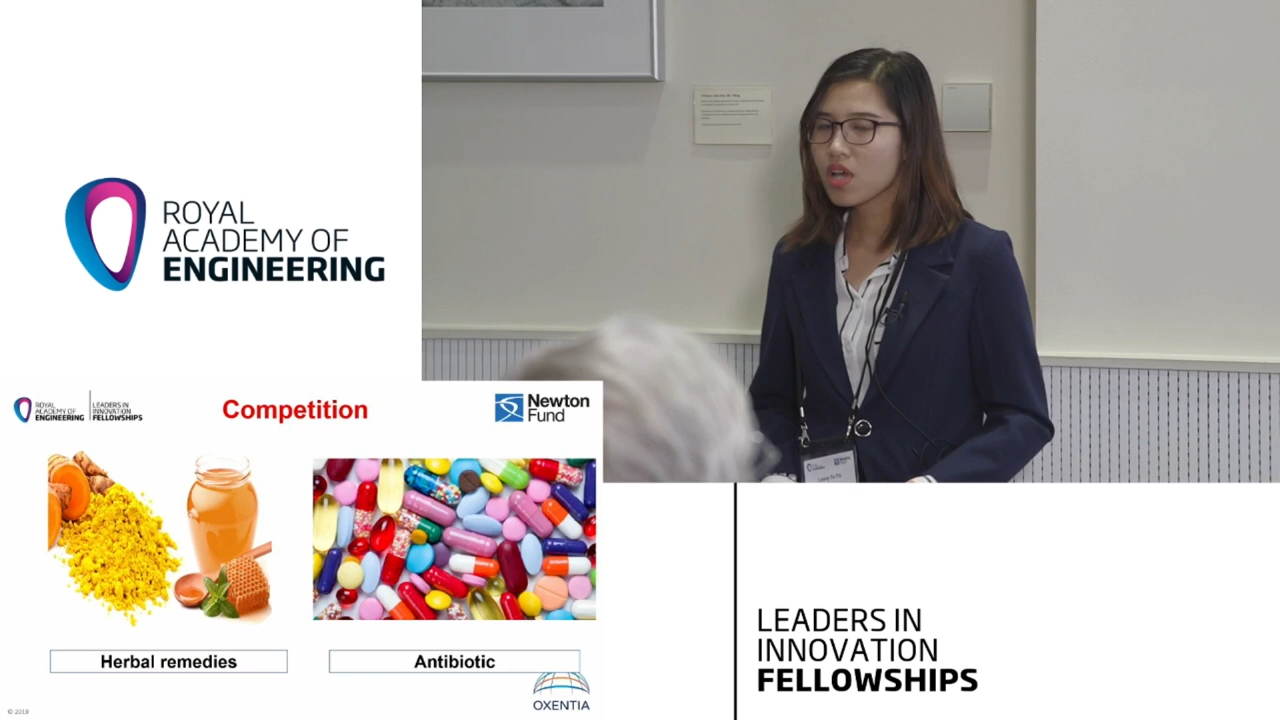 ROYAL
ACADEMY OF
ENGINEERING
ROYAL
ACADEMY OF
ENGINEERING
LEADERS IN
INNOVATION
FELLOWSHIPS
Competition
Newton
Fund
Herbal remedies
Antibiotic
OXENTIA
© 2019
LEADERS IN
INNOVATION
FELLOWSHIPS